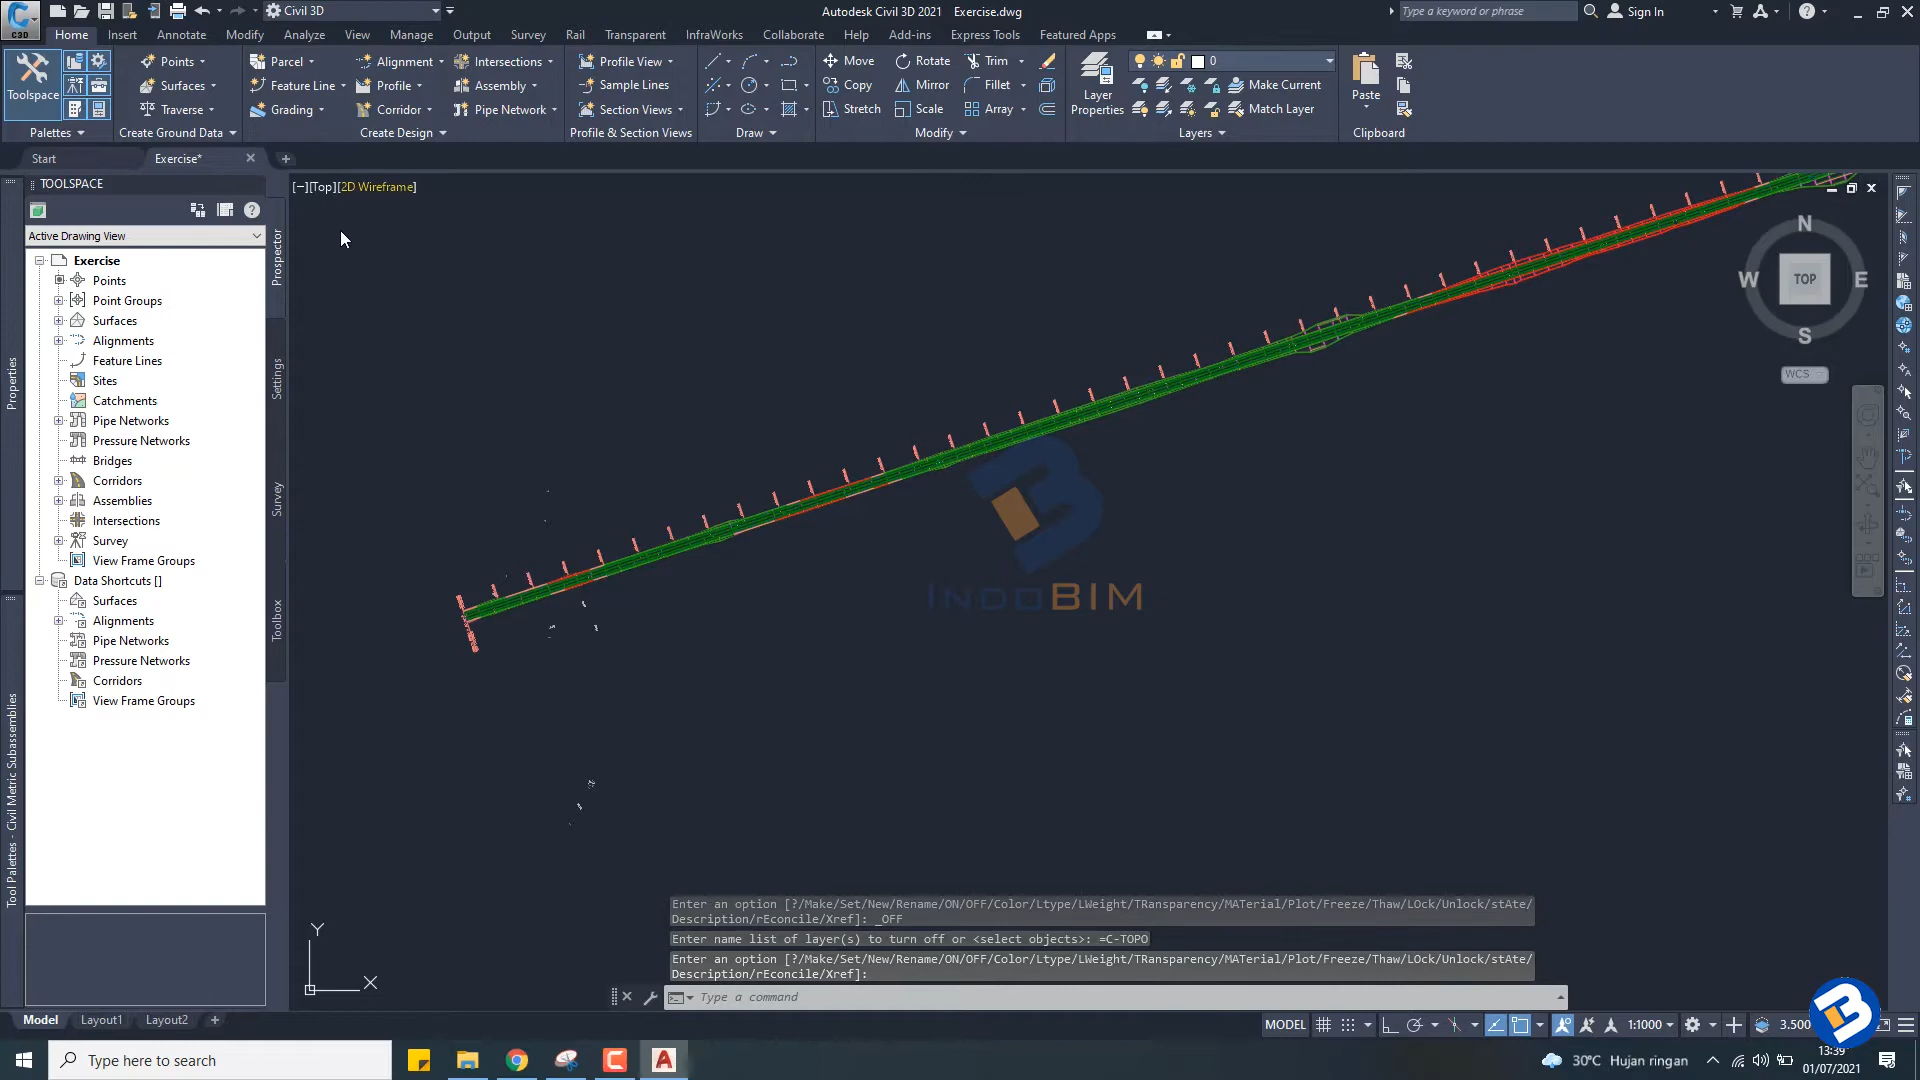 Civil 3D
Autodesk Civil 3D 2021 Exercise.dwg
Type a keyword or phrase
Sign In
C3D
Home Insert Annotate Modify Analyze View Manage Output Survey Rail Transparent InfraWorks Collaborate Help Add-ins Express Tools Featured Apps
Toolspace
Palettes
Points
Surfaces
Traverse
Create Ground Data
Parcel
Feature Line
Grading
Alignment
Profile
Corridor
Intersections
Assembly
Pipe Network
Create Design
Profile View
Sample Lines
Section Views
Profile & Section Views
Draw
Move
Copy
Stretch
Rotate
Mirror
Scale
Trim
Fillet
Array
Modify
Layer
Properties
0
Make Current
Match Layer
Layers
Paste
Clipboard
Start
Exercise*
TOOLSPACE
Active Drawing View
Exercise
Points
Point Groups
Surfaces
Alignments
Feature Lines
Sites
Catchments
Pipe Networks
Pressure Networks
Bridges
Corridors
Assemblies
Intersections
Survey
View Frame Groups
Data Shortcuts []
Surfaces
Alignments
Pipe Networks
Pressure Networks
Corridors
View Frame Groups
Properties
Tool Palettes - Civil Metric Subassemblies
Prospector
Settings
Survey
Toolbox
[−][Top][2D Wireframe]
N
W
TOP
E
S
WCS
INDOBIM
Y
X
Enter an option [?/Make/Set/New/Rename/ON/OFF/Color/Ltype/LWeight/TRansparency/MATerial/Plot/Freeze/Thaw/LOck/Unlock/stAte/
Description/rEconcile/Xref]: _OFF
Enter name list of layer(s) to turn off or <select objects>: =C-TOPO
Enter an option [?/Make/Set/New/Rename/ON/OFF/Color/Ltype/LWeight/TRansparency/MATerial/Plot/Freeze/Thaw/LOck/Unlock/stAte/
Description/rEconcile/Xref]:
Type a command
Model Layout1 Layout2
MODEL
1:1000
3.500
Type here to search
30°C Hujan ringan
13:39
01/07/2021